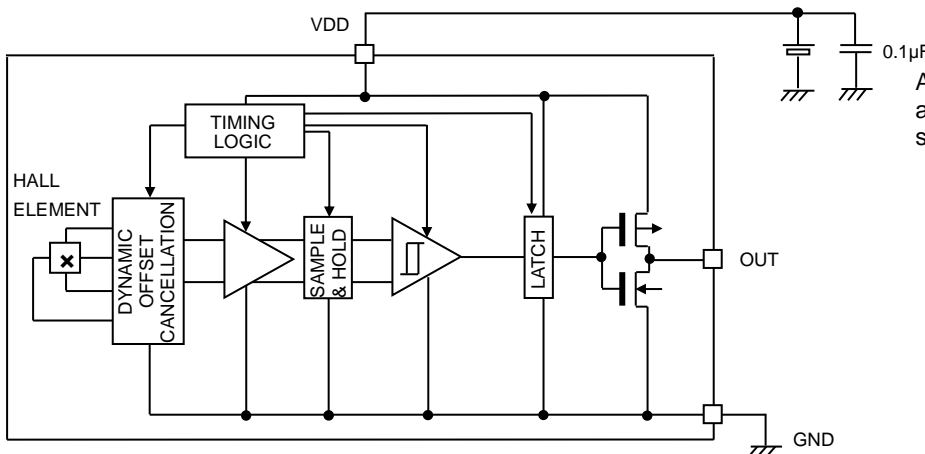 VDD
0.1μF
A
a
s
TIMING
LOGIC
HALL
ELEMENT
DYNAMIC
OFFSET
CANCELLATION
SAMPLE
& HOLD
LATCH
OUT
GND